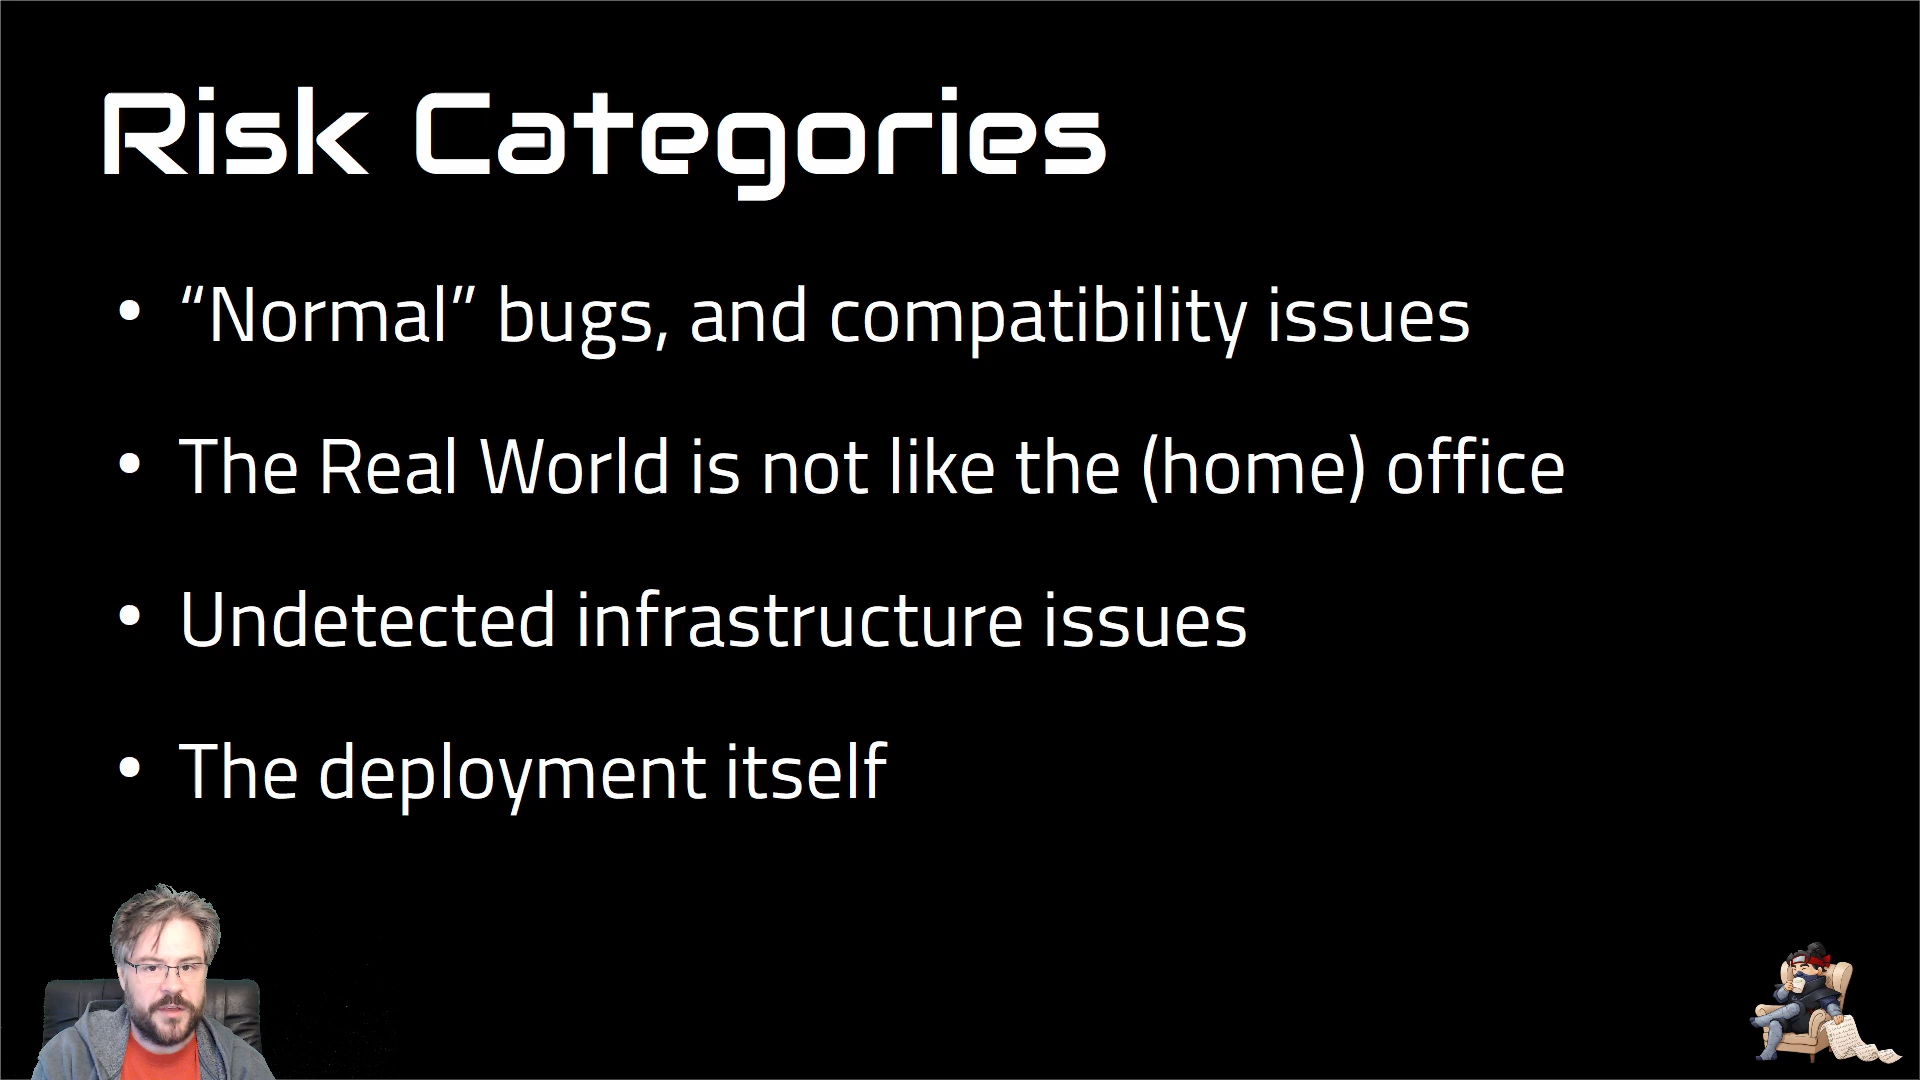 Risk Categories
“Normal” bugs, and compatibility issues
The Real World is not like the (home) office
Undetected infrastructure issues
The deployment itself